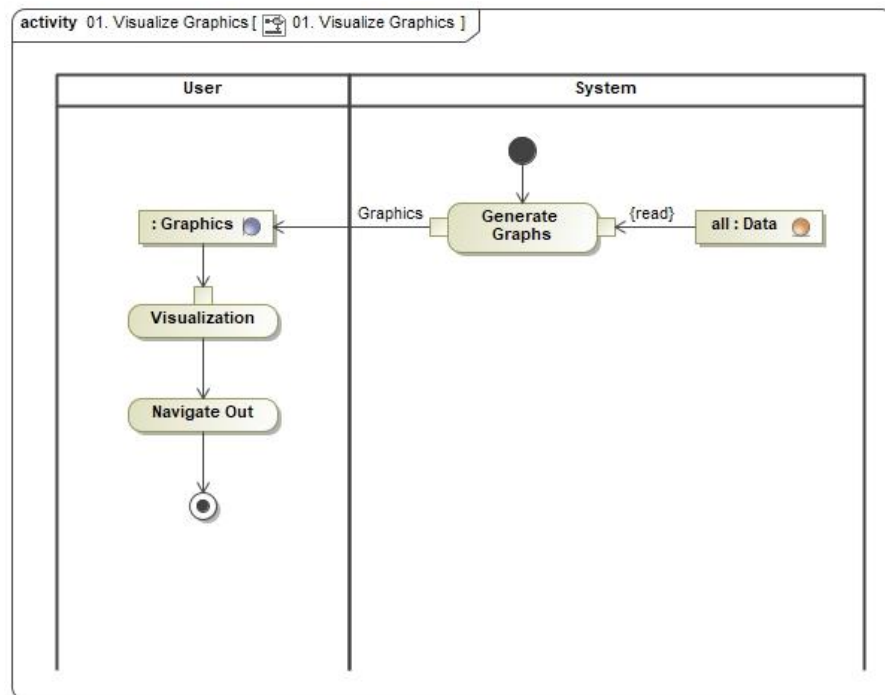 activity 01. Visualize Graphics [ 01. Visualize Graphics ]
User
System
Graphics
Generate
Graphs
{read}
: Graphics
all : Data
Visualization
Navigate Out